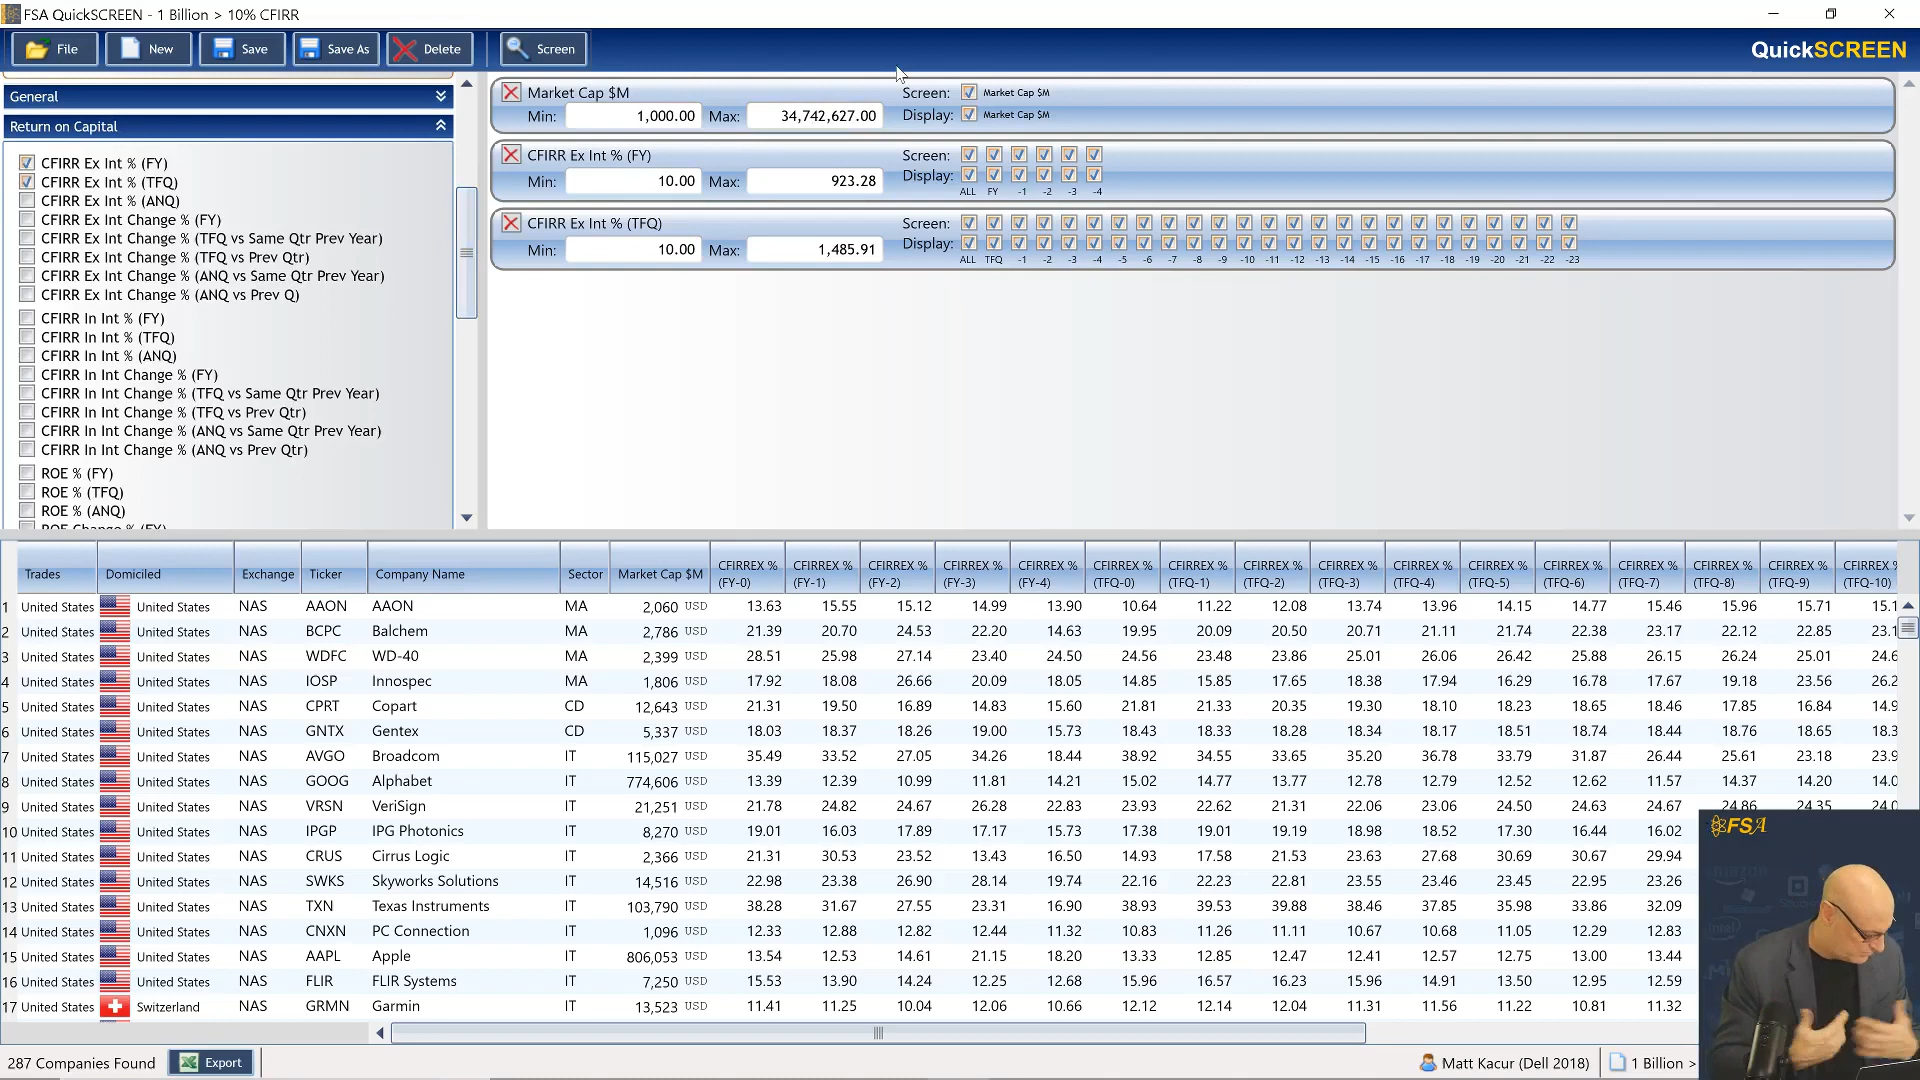 FSA QuickSCREEN - 1 Billion > 10% CFIRR
File New Save Save As Delete Screen QuickSCREEN
General
Return on Capital
CFIRR Ex Int % (FY)
CFIRR Ex Int % (TFQ)
CFIRR Ex Int % (ANQ)
CFIRR Ex Int Change % (FY)
CFIRR Ex Int Change % (TFQ vs Same Qtr Prev Year)
CFIRR Ex Int Change % (TFQ vs Prev Qtr)
CFIRR Ex Int Change % (ANQ vs Same Qtr Prev Year)
CFIRR Ex Int Change % (ANQ vs Prev Q)
CFIRR In Int % (FY)
CFIRR In Int % (TFQ)
CFIRR In Int % (ANQ)
CFIRR In Int Change % (FY)
CFIRR In Int Change % (TFQ vs Same Qtr Prev Year)
CFIRR In Int Change % (TFQ vs Prev Qtr)
CFIRR In Int Change % (ANQ vs Same Qtr Prev Year)
CFIRR In Int Change % (ANQ vs Prev Qtr)
ROE % (FY)
ROE % (TFQ)
ROE % (ANQ)
ROE Change % (FY)
Market Cap $M Screen: Market Cap $M
Min: 1,000.00 Max: 34,742,627.00 Display: Market Cap $M
CFIRR Ex Int % (FY) Screen:
Min: 10.00 Max: 923.28 Display:
ALL FY -1 -2 -3 -4
CFIRR Ex Int % (TFQ) Screen:
Min: 10.00 Max: 1,485.91 Display:
ALL TFQ -1 -2 -3 -4 -5 -6 -7 -8 -9 -10 -11 -12 -13 -14 -15 -16 -17 -18 -19 -20 -21 -22 -23
Trades Domiciled Exchange Ticker Company Name Sector Market Cap $M CFIRREX % (FY-0) CFIRREX % (FY-1) CFIRREX % (FY-2) CFIRREX % (FY-3) CFIRREX % (FY-4) CFIRREX % (TFQ-0) CFIRREX % (TFQ-1) CFIRREX % (TFQ-2) CFIRREX % (TFQ-3) CFIRREX % (TFQ-4) CFIRREX % (TFQ-5) CFIRREX % (TFQ-6) CFIRREX % (TFQ-7) CFIRREX % (TFQ-8) CFIRREX % (TFQ-9) CFIRREX % (TFQ-10)
1 United States United States NAS AAON AAON MA 2,060 USD 13.63 15.55 15.12 14.99 13.90 10.64 11.22 12.08 13.74 13.96 14.15 14.77 15.46 15.96 15.71 15.1
2 United States United States NAS BCPC Balchem MA 2,786 USD 21.39 20.70 24.53 22.20 14.63 19.95 20.09 20.50 20.71 21.11 21.74 22.38 23.17 22.12 22.85 23.1
3 United States United States NAS WDFC WD-40 MA 2,399 USD 28.51 25.98 27.14 23.40 24.50 24.56 23.48 23.86 25.01 26.06 26.42 25.88 26.15 26.24 25.01 24.6
4 United States United States NAS IOSP Innospec MA 1,806 USD 17.92 18.08 26.66 20.09 18.05 14.85 15.85 17.65 18.38 17.94 16.29 16.78 17.67 19.18 23.56 26.2
5 United States United States NAS CPRT Copart CD 12,643 USD 21.31 19.50 16.89 14.83 15.60 21.81 21.33 20.35 19.30 18.10 18.23 18.65 18.46 17.85 16.84 14.9
6 United States United States NAS GNTX Gentex CD 5,337 USD 18.03 18.37 18.26 19.00 15.73 18.43 18.33 18.28 18.34 18.17 18.51 18.74 18.44 18.76 18.65 18.3
7 United States United States NAS AVGO Broadcom IT 115,027 USD 35.49 33.52 27.05 34.26 18.44 38.92 34.55 33.65 35.20 36.78 33.79 31.87 26.44 25.61 23.18 23.9
8 United States United States NAS GOOG Alphabet IT 774,606 USD 13.39 12.39 10.99 11.81 14.21 15.02 14.77 13.77 12.78 12.79 12.52 12.62 11.57 14.37 14.20 14.0
9 United States United States NAS VRSN VeriSign IT 21,251 USD 21.78 24.82 24.67 26.28 22.83 23.93 22.62 21.31 22.06 23.06 24.50 24.63 24.67 24.86 24.35 24.0
10 United States United States NAS IPGP IPG Photonics IT 8,270 USD 19.01 16.03 17.89 17.17 15.73 17.38 19.01 19.19 18.98 18.52 17.30 16.44 16.02
11 United States United States NAS CRUS Cirrus Logic IT 2,366 USD 21.31 30.53 23.52 13.43 16.50 14.93 17.58 21.53 23.63 27.68 30.69 30.67 29.94
12 United States United States NAS SWKS Skyworks Solutions IT 14,516 USD 22.98 23.38 26.90 28.14 19.74 22.16 22.23 22.81 23.55 23.46 23.45 22.95 23.26
13 United States United States NAS TXN Texas Instruments IT 103,790 USD 38.28 31.67 27.55 23.31 16.90 38.93 39.53 39.88 38.46 37.85 35.98 33.86 32.09
14 United States United States NAS CNXN PC Connection IT 1,096 USD 12.33 12.88 12.82 12.44 11.32 10.83 11.26 11.11 10.67 10.68 11.05 12.29 12.83
15 United States United States NAS AAPL Apple IT 806,053 USD 13.54 12.53 14.61 21.15 18.20 13.33 12.85 12.47 12.41 12.57 12.75 13.00 13.44
16 United States United States NAS FLIR FLIR Systems IT 7,250 USD 15.53 13.90 14.24 12.25 12.68 15.96 16.57 16.23 15.96 14.91 13.50 12.95 12.59
17 United States Switzerland NAS GRMN Garmin IT 13,523 USD 11.41 11.25 10.04 12.06 10.66 12.12 12.14 12.04 11.31 11.56 11.22 10.81 11.32
FSA
287 Companies Found Export Matt Kacur (Dell 2018) 1 Billion >